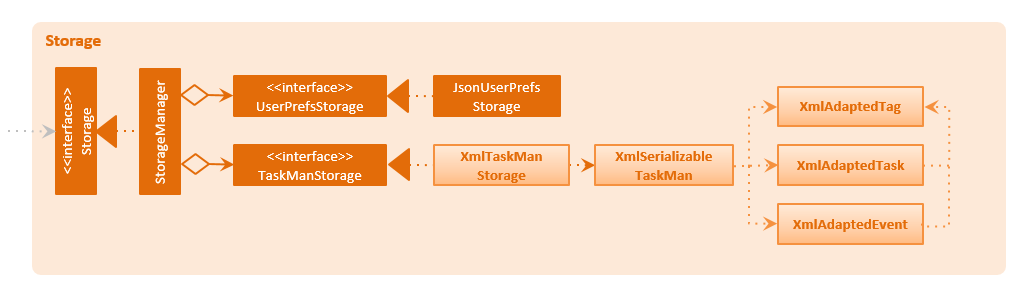 Storage
<<interface>>
Storage
StorageManager
<<interface>>
UserPrefsStorage
JsonUserPrefs
Storage
<<interface>>
TaskManStorage
XmlTaskMan
Storage
XmlSerializable
TaskMan
XmlAdaptedTag
XmlAdaptedTask
XmlAdaptedEvent